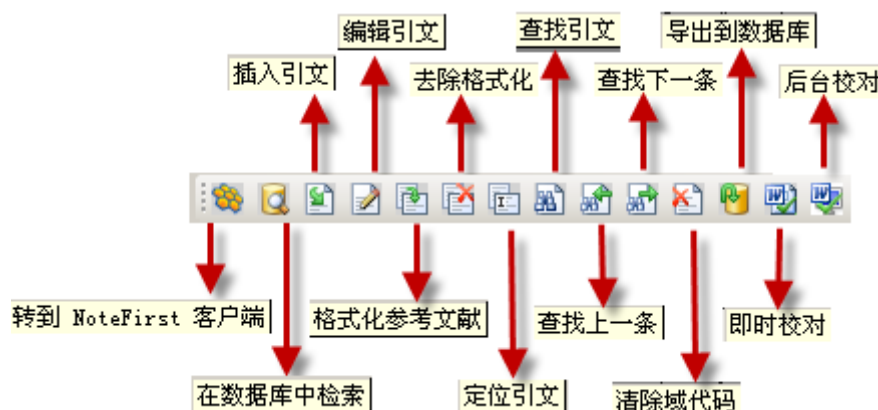 编辑引文
查找引文
导出到数据库
插入引文
去除格式化
查找下一条
后台校对
转到 NoteFirst 客户端
格式化参考文献
查找上一条
即时校对
在数据库中检索
定位引文
清除域代码